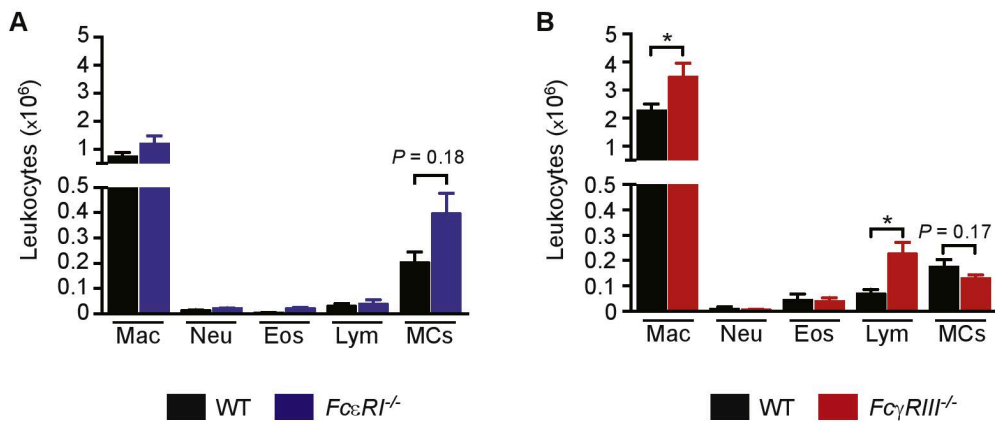 A
Leukocytes (x10⁶)
5
4
3
2
1
0.5
0.4
0.3
0.2
0.1
0
P = 0.18
Mac Neu Eos Lym MCs
WT FcεRI-/-
B
Leukocytes (x10⁶)
5
4
3
2
1
0.5
0.4
0.3
0.2
0.1
0
*
*
P = 0.17
Mac Neu Eos Lym MCs
WT FcγRIII-/-